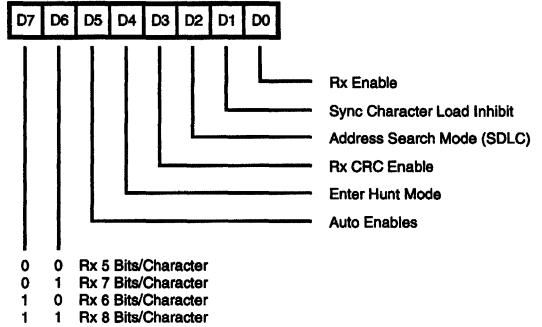 D7 D6 D5 D4 D3 D2 D1 D0
Rx Enable
Sync Character Load Inhibit
Address Search Mode (SDLC)
Rx CRC Enable
Enter Hunt Mode
Auto Enables
0 0 Rx 5 Bits/Character
0 1 Rx 7 Bits/Character
1 0 Rx 6 Bits/Character
1 1 Rx 8 Bits/Character